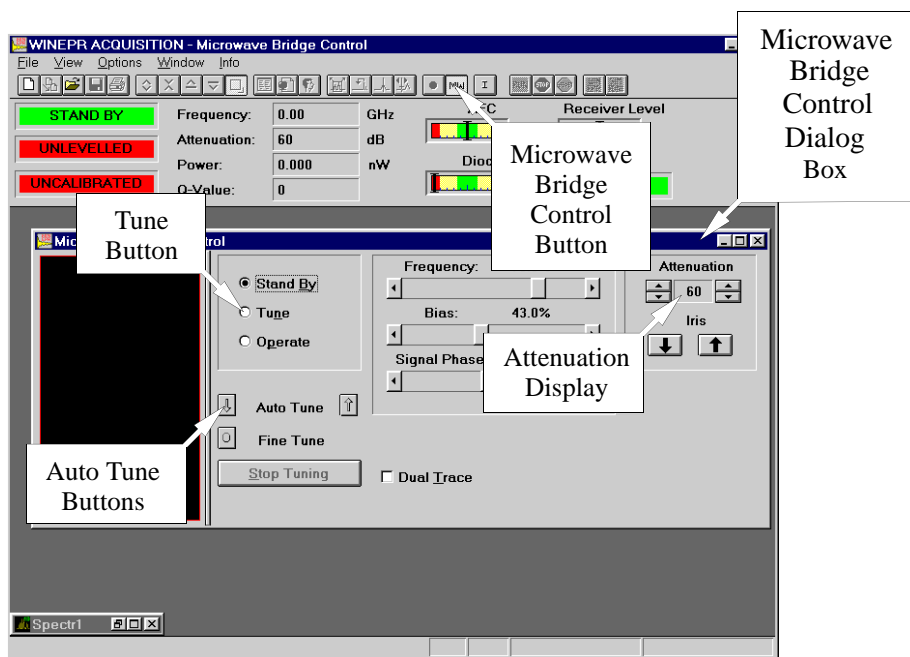 Microwave
Bridge
Control
Dialog
Box
WINEPR ACQUISITION - Microwave Bridge Control
File View Options Window Info
MW I
STAND BY
UNLEVELLED
UNCALIBRATED
Frequency: 0.00 GHz
Attenuation: 60 dB
Power: 0.000 nW
Q-Value: 0
Receiver Level
Microwave
Bridge
Control
Button
Tune
Button
Stand By
Tune
Operate
Frequency:
Bias: 43.0%
Signal Phase
Attenuation
60
Iris
Attenuation
Display
Auto Tune
Fine Tune
Stop Tuning
Dual Trace
Auto Tune
Buttons
Spectr1